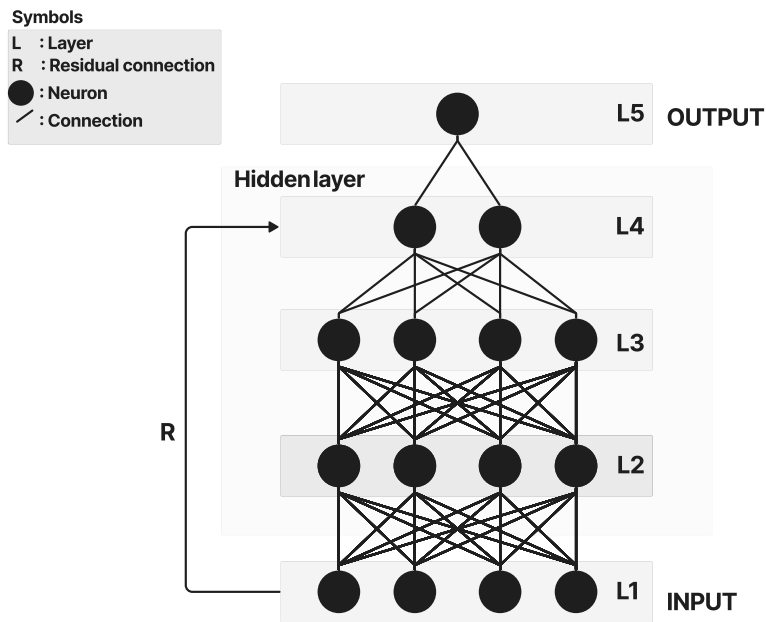 Symbols
L : Layer
R : Residual connection
: Neuron
: Connection
L5
OUTPUT
Hidden layer
L4
L3
R
L2
L1
INPUT